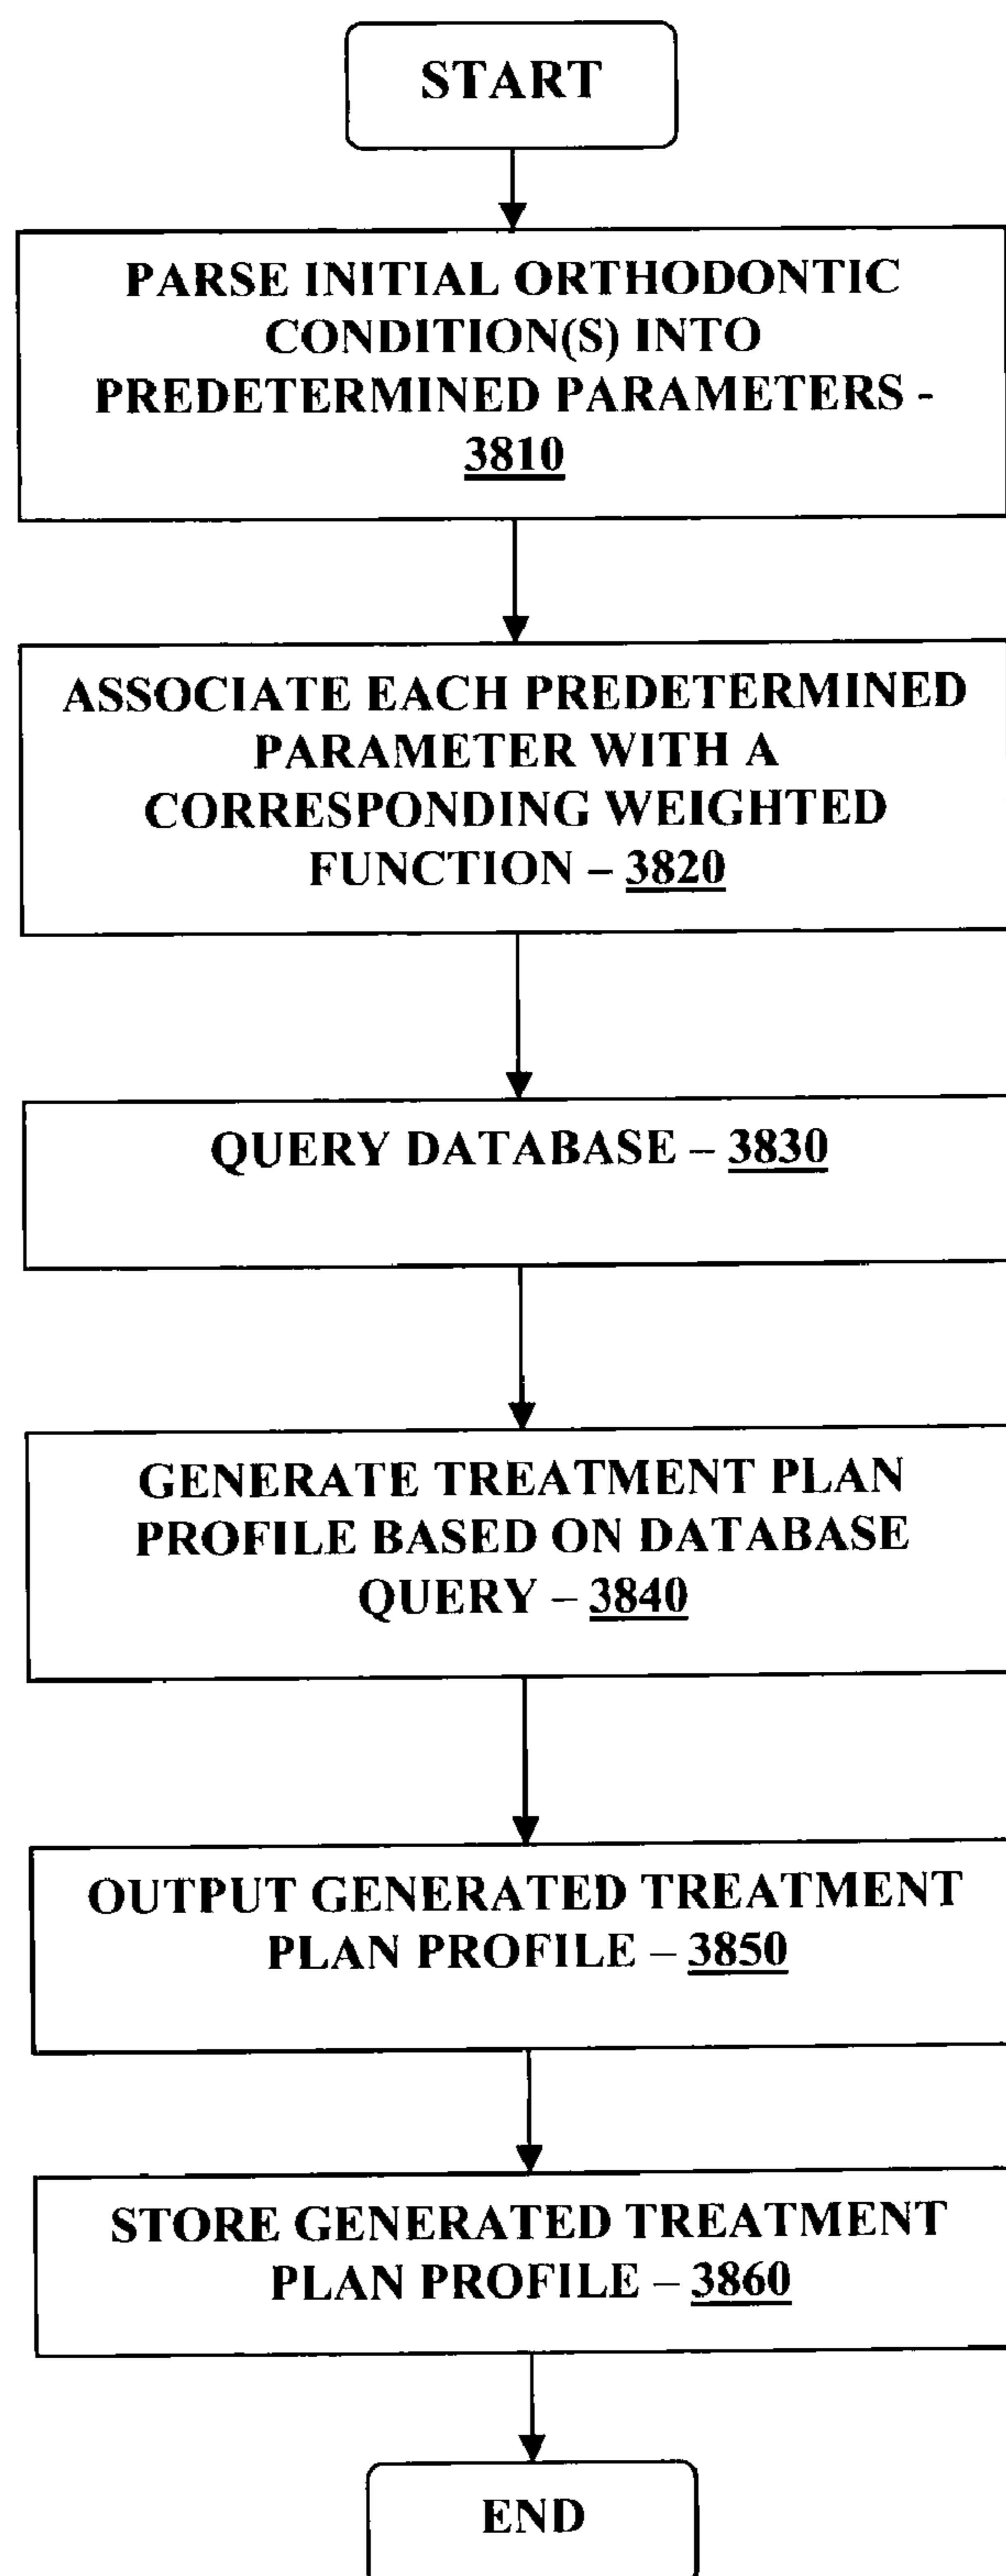 START
PARSE INITIAL ORTHODONTIC
CONDITION(S) INTO
PREDETERMINED PARAMETERS -
3810
ASSOCIATE EACH PREDETERMINED
PARAMETER WITH A
CORRESPONDING WEIGHTED
FUNCTION – 3820
QUERY DATABASE – 3830
GENERATE TREATMENT PLAN
PROFILE BASED ON DATABASE
QUERY – 3840
OUTPUT GENERATED TREATMENT
PLAN PROFILE – 3850
STORE GENERATED TREATMENT
PLAN PROFILE – 3860
END